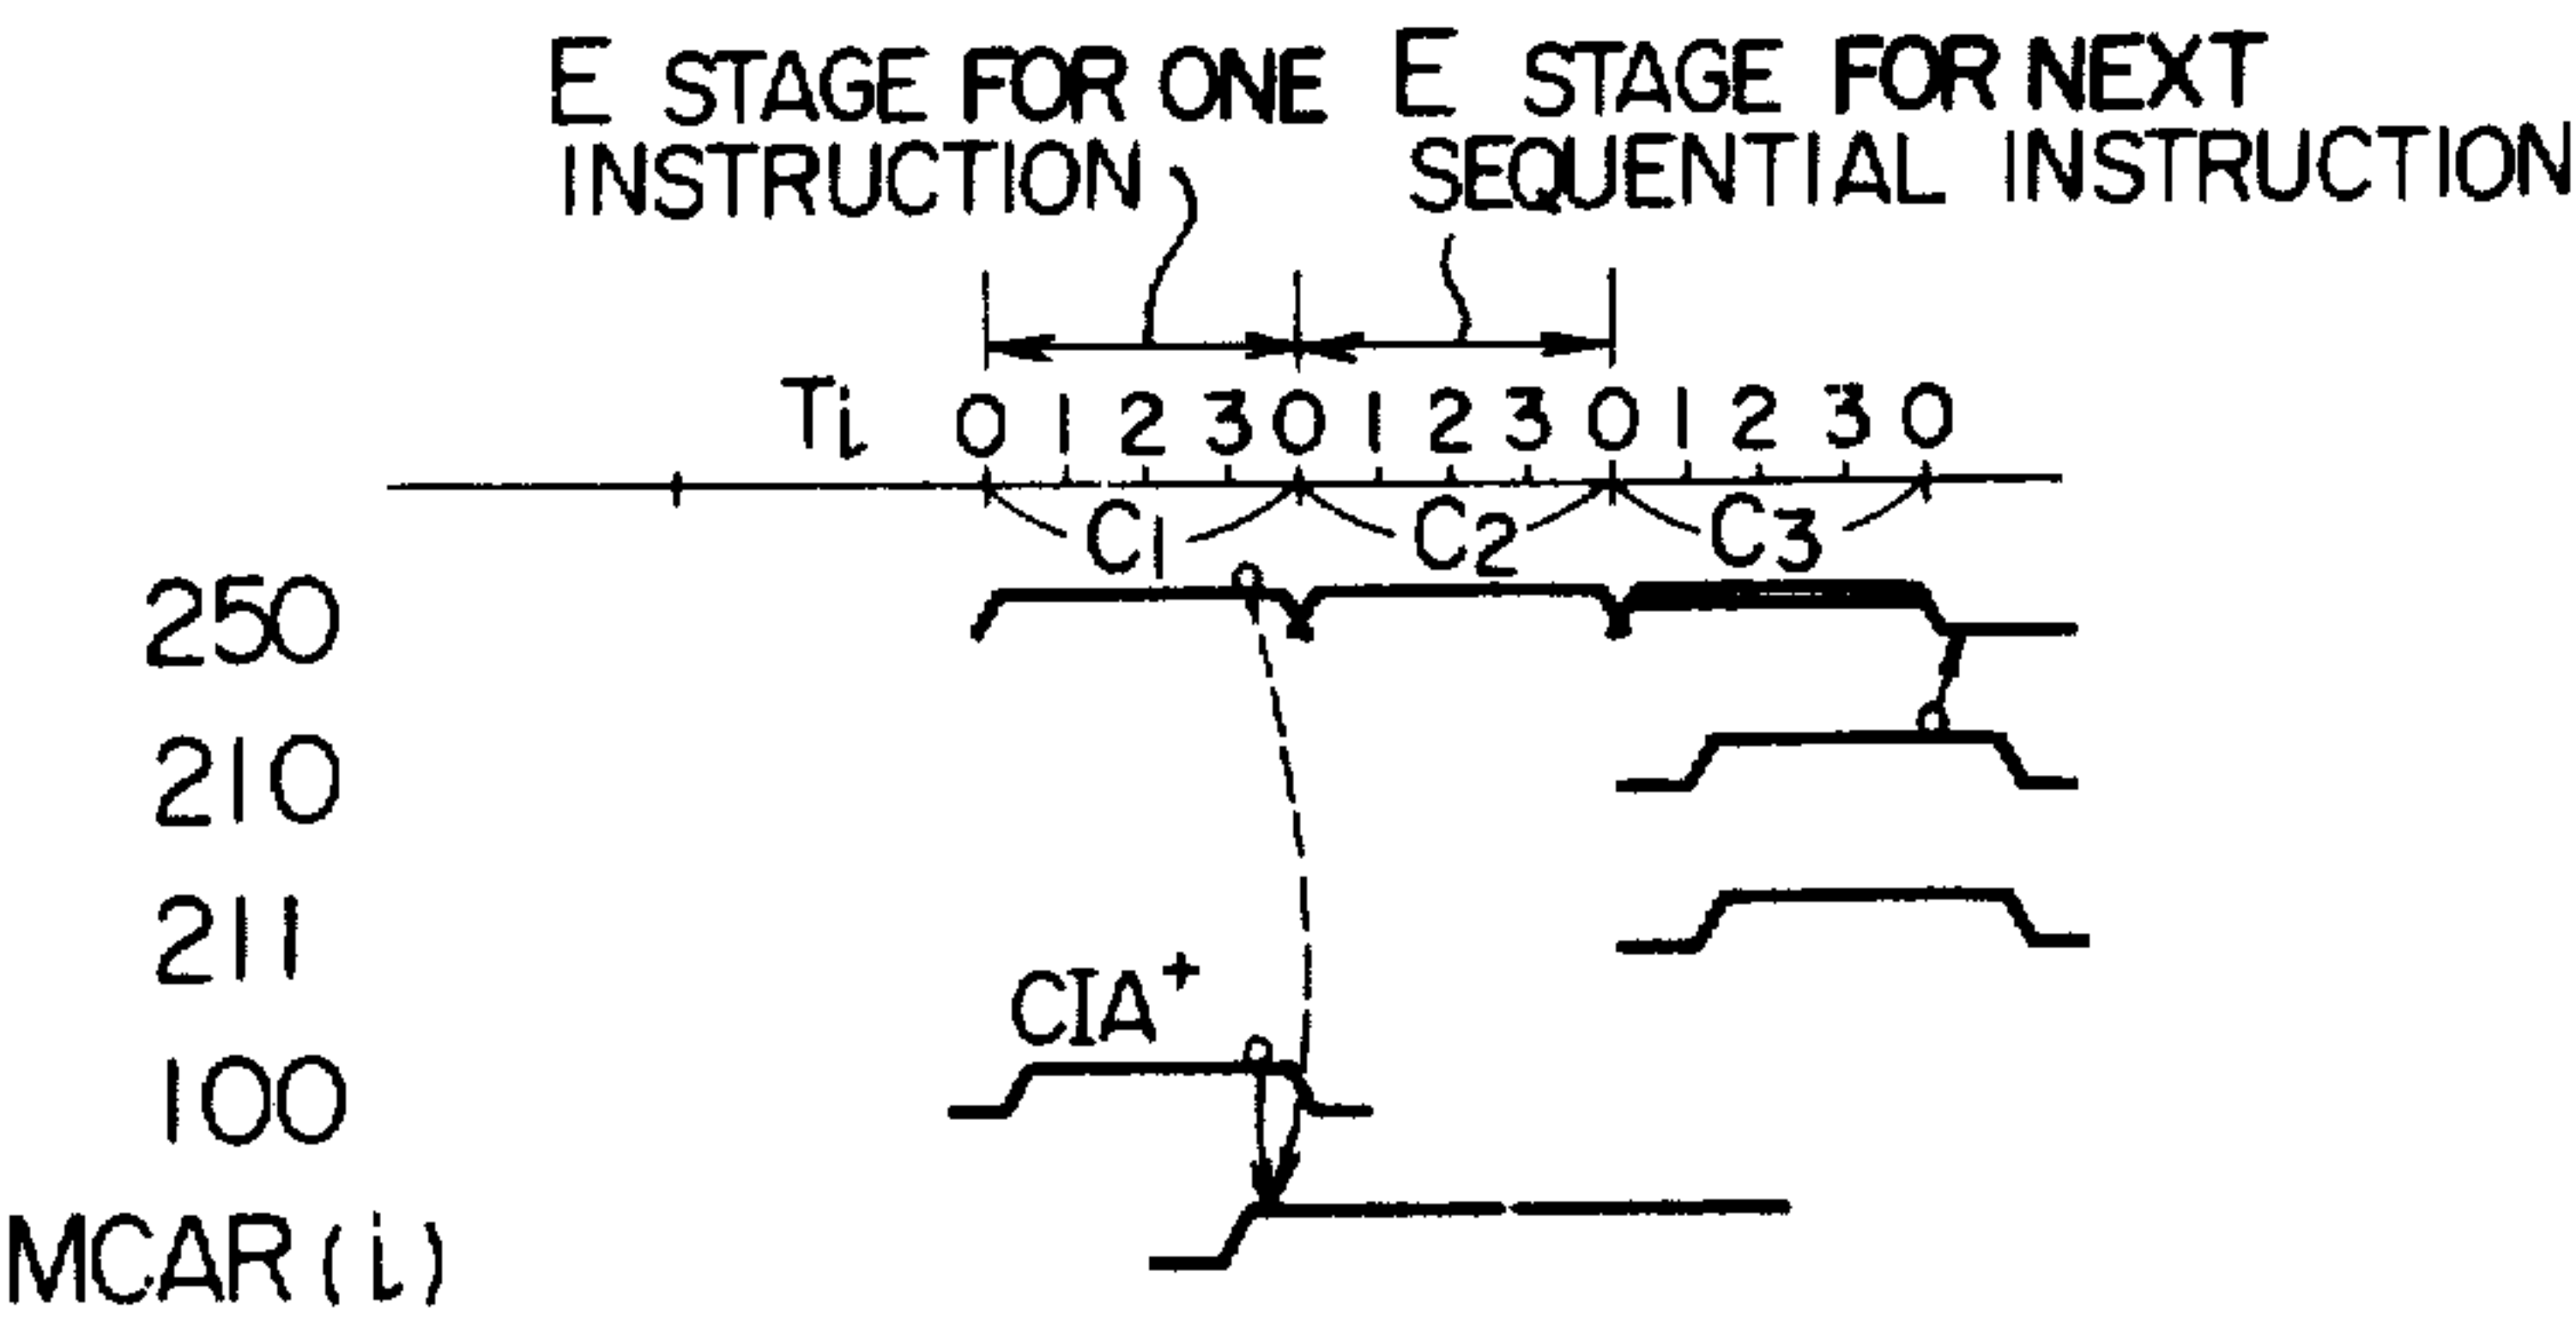 E STAGE FOR ONE
INSTRUCTION
E STAGE FOR NEXT
SEQUENTIAL INSTRUCTION
Ti 0 1 2 3 0 1 2 3 0 1 2 3 0
C1 C2 C3
250
210
211
CIA+
100
MCAR(i)